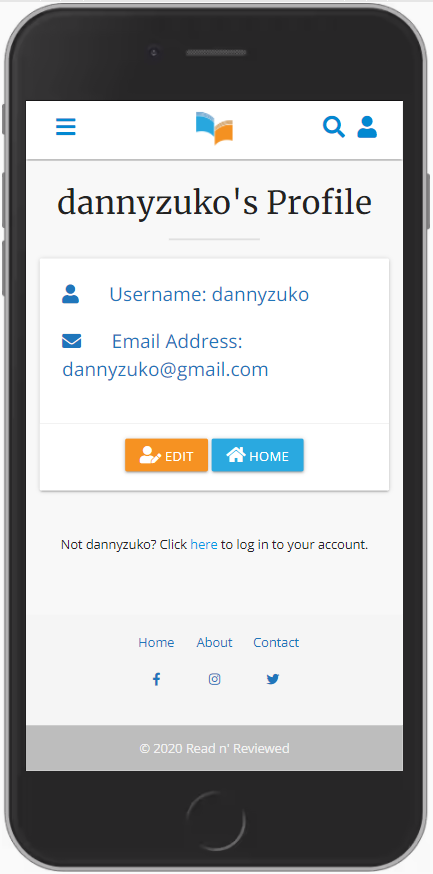 dannyzuko's Profile
Username: dannyzuko
Email Address:
dannyzuko@gmail.com
EDIT HOME
Not dannyzuko? Click here to log in to your account.
Home About Contact
© 2020 Read n' Reviewed